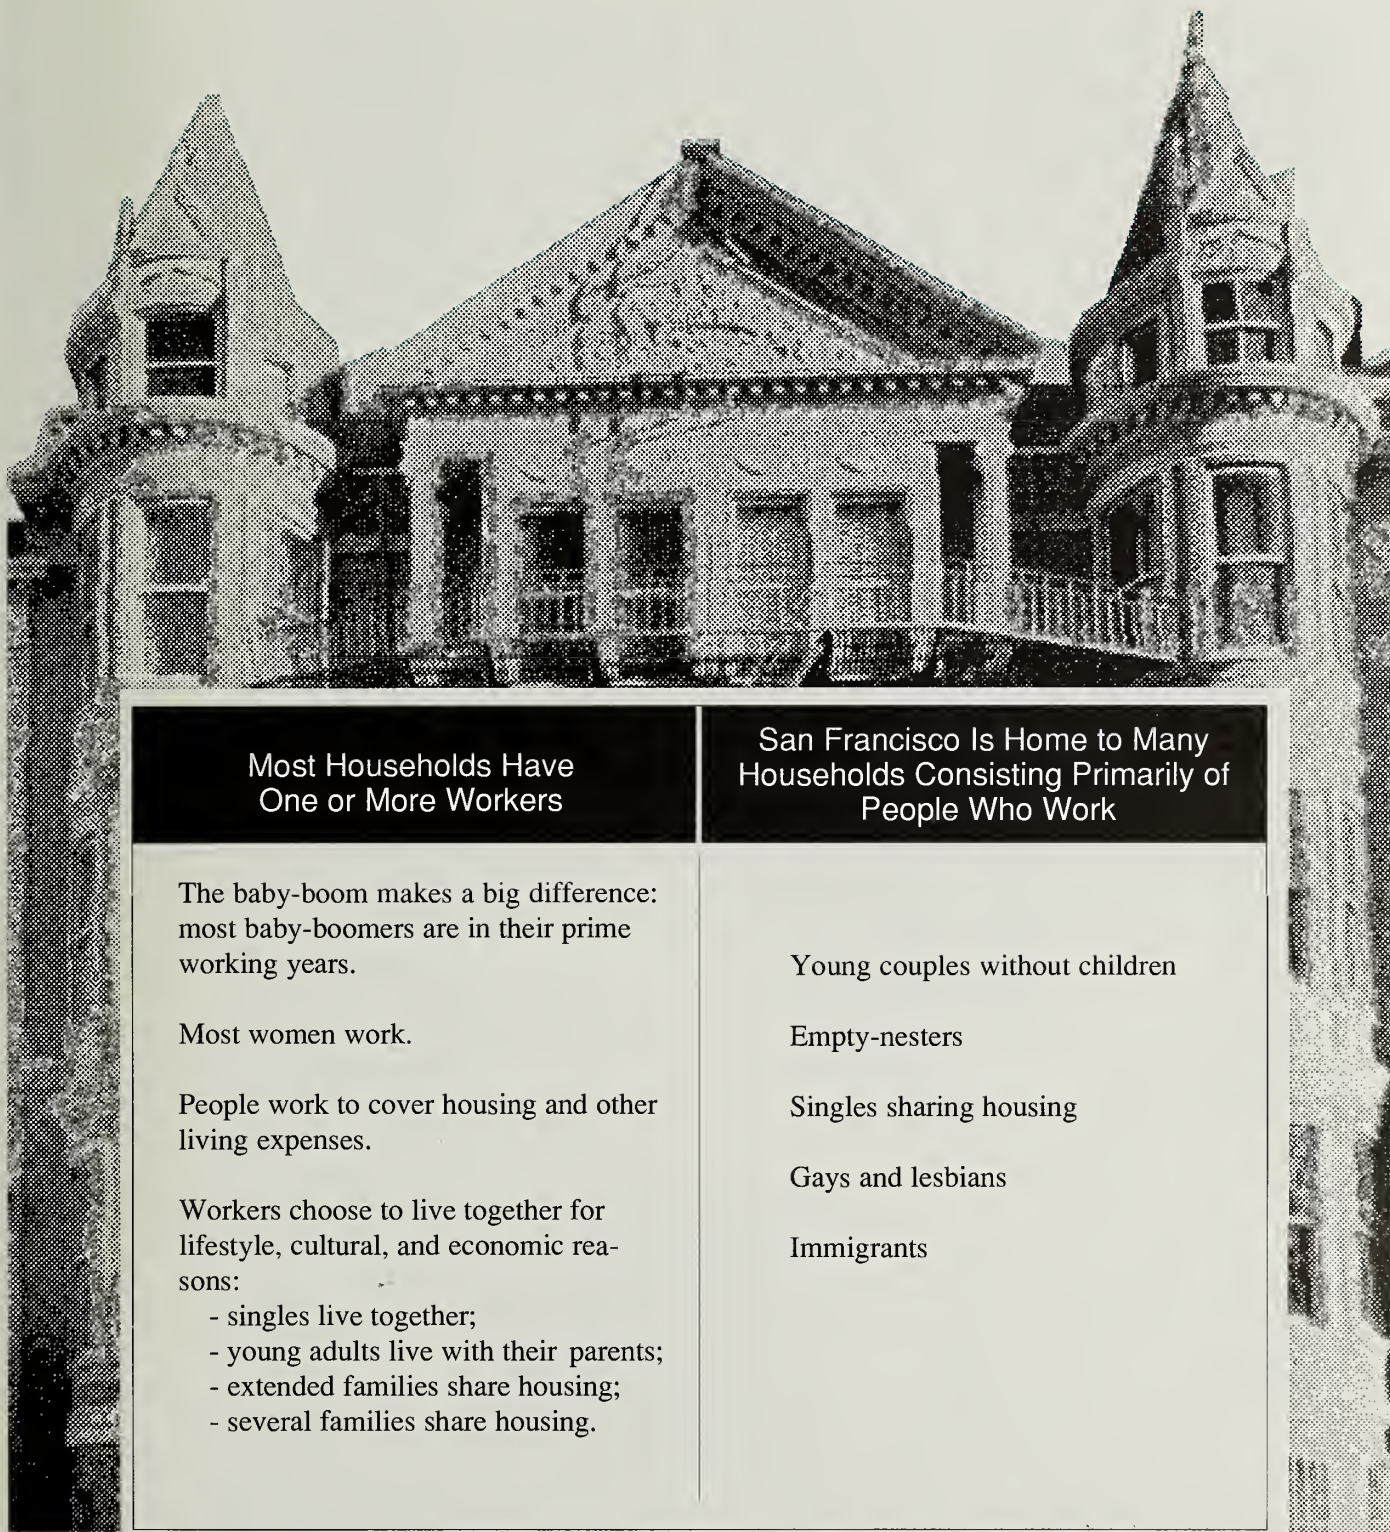 Most Households Have
One or More Workers
The baby-boom makes a big difference:
most baby-boomers are in their prime
working years.
Most women work.
People work to cover housing and other
living expenses.
Workers choose to live together for
lifestyle, cultural, and economic rea-
sons:
- singles live together;
- young adults live with their parents;
- extended families share housing;
- several families share housing.
San Francisco Is Home to Many
Households Consisting Primarily of
People Who Work
Young couples without children
Empty-nesters
Singles sharing housing
Gays and lesbians
Immigrants